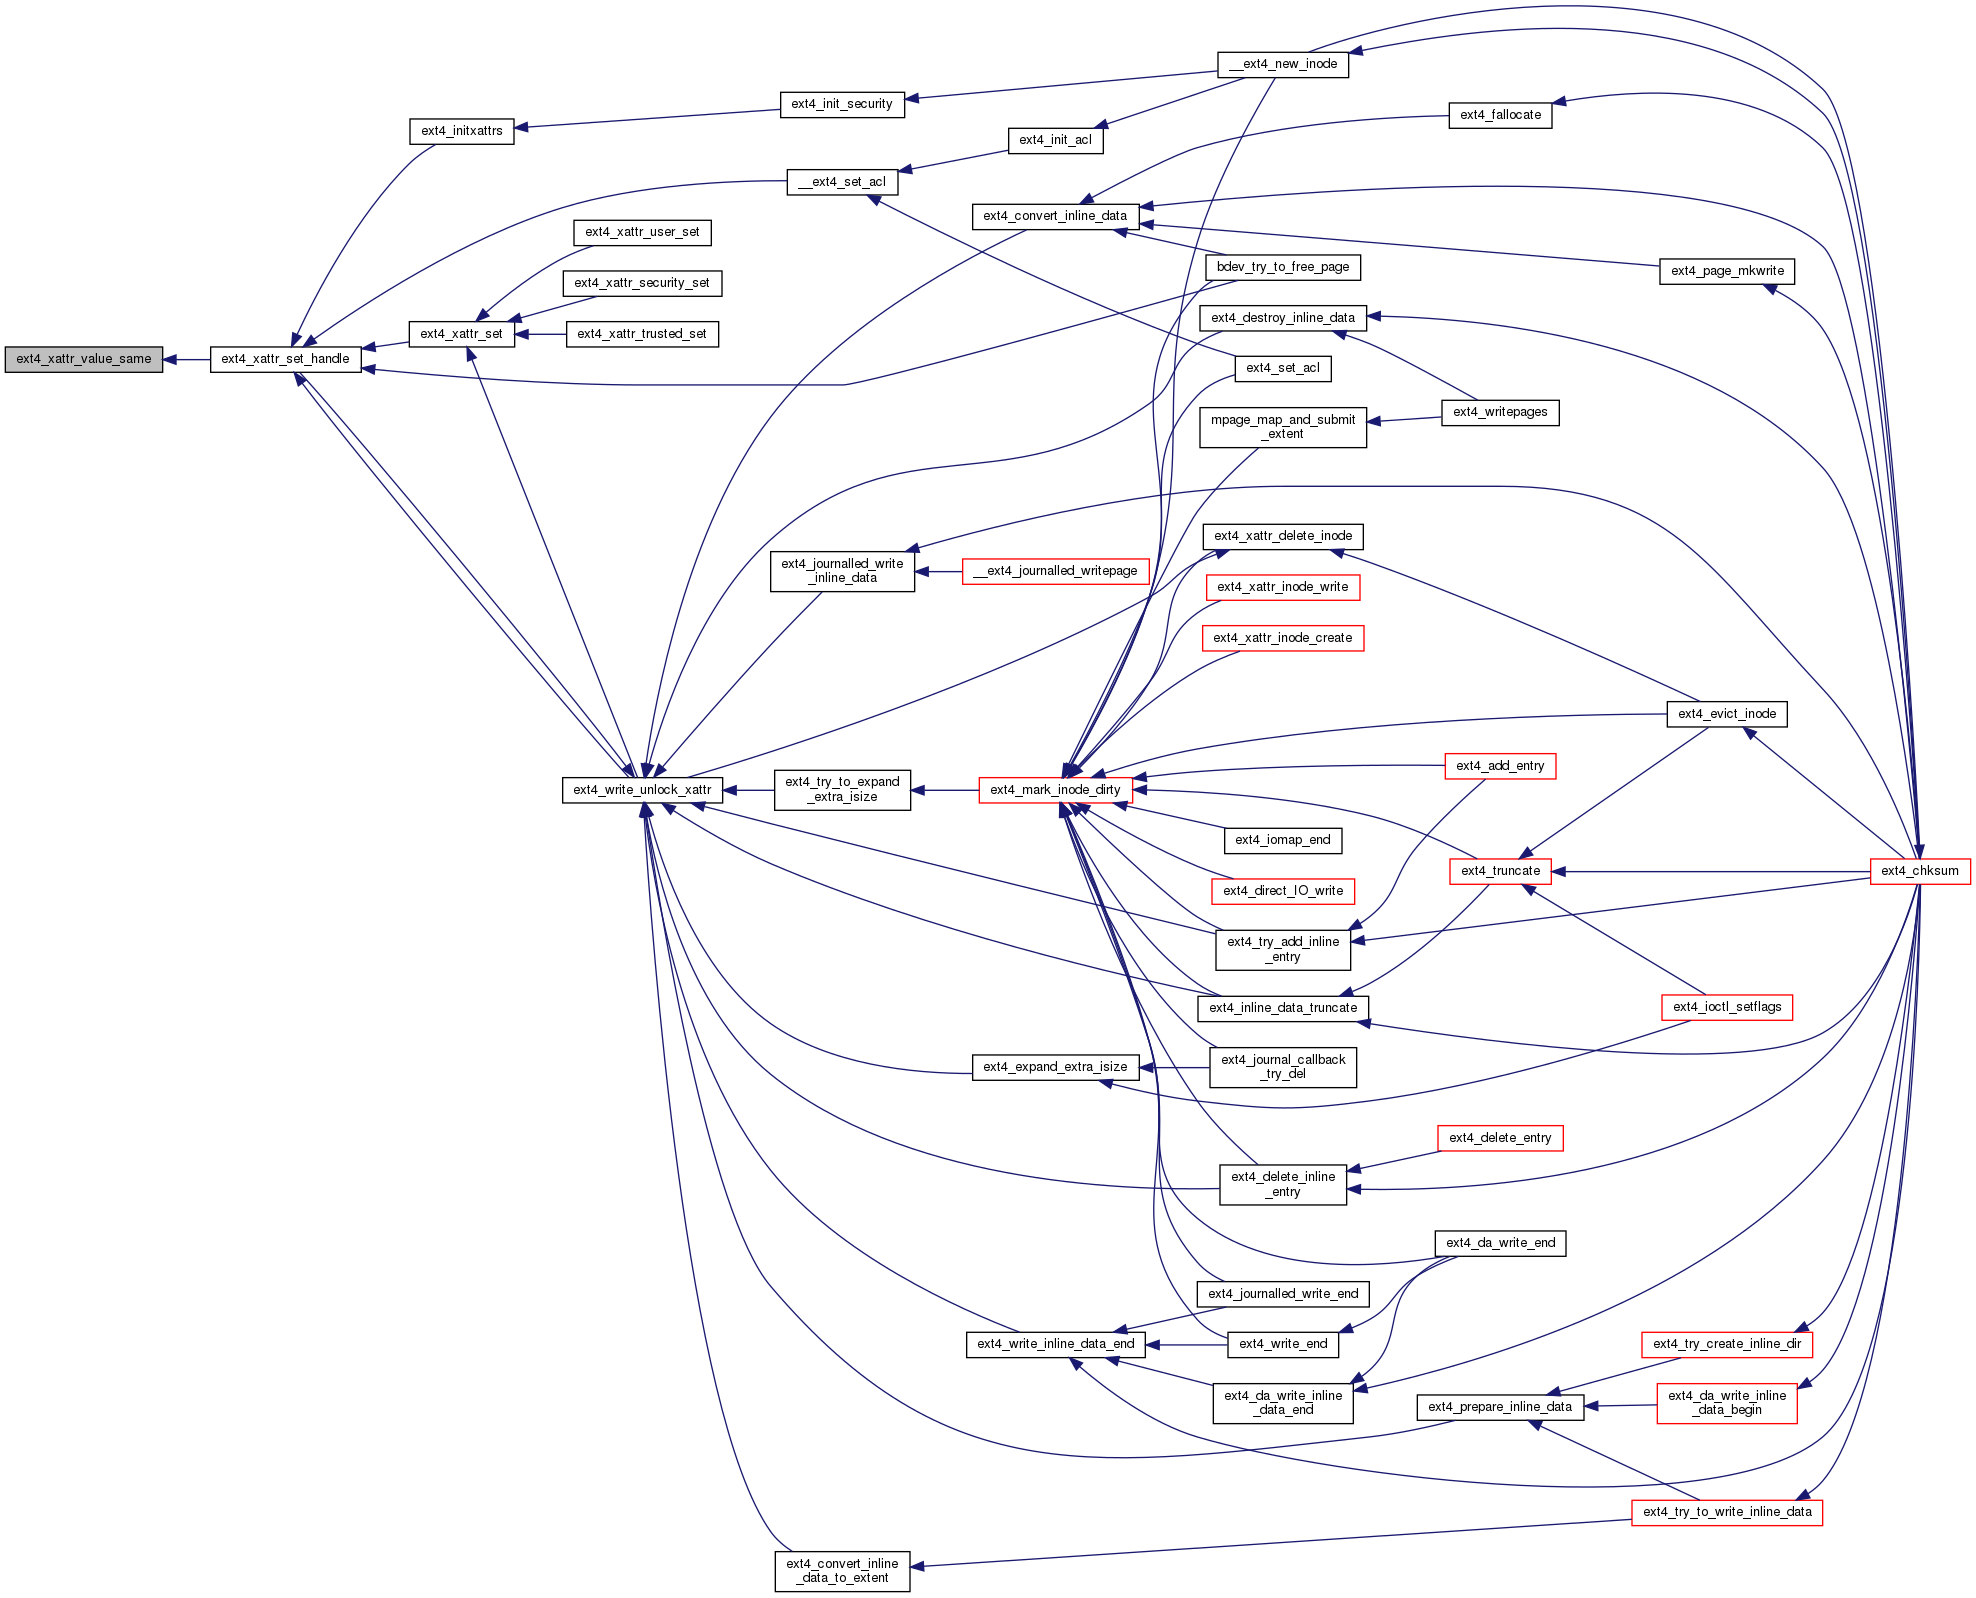 __ext4_new_inode
ext4_init_security
ext4_fallocate
ext4_initxattrs
ext4_init_acl
__ext4_set_acl
ext4_convert_inline_data
ext4_xattr_user_set
bdev_try_to_free_page
ext4_page_mkwrite
ext4_xattr_security_set
ext4_destroy_inline_data
ext4_xattr_set
ext4_xattr_trusted_set
ext4_xattr_value_same
ext4_xattr_set_handle
ext4_set_acl
ext4_writepages
mpage_map_and_submit
_extent
ext4_xattr_delete_inode
ext4_journalled_write
_inline_data
__ext4_journalled_writepage
ext4_xattr_inode_write
ext4_xattr_inode_create
ext4_evict_inode
ext4_add_entry
ext4_write_unlock_xattr
ext4_try_to_expand
_extra_isize
ext4_mark_inode_dirty
ext4_iomap_end
ext4_truncate
ext4_chksum
ext4_direct_IO_write
ext4_try_add_inline
_entry
ext4_inline_data_truncate
ext4_ioctl_setflags
ext4_expand_extra_isize
ext4_journal_callback
_try_del
ext4_delete_entry
ext4_delete_inline
_entry
ext4_da_write_end
ext4_journalled_write_end
ext4_write_inline_data_end
ext4_write_end
ext4_try_create_inline_dir
ext4_da_write_inline
_data_end
ext4_prepare_inline_data
ext4_da_write_inline
_data_begin
ext4_try_to_write_inline_data
ext4_convert_inline
_data_to_extent